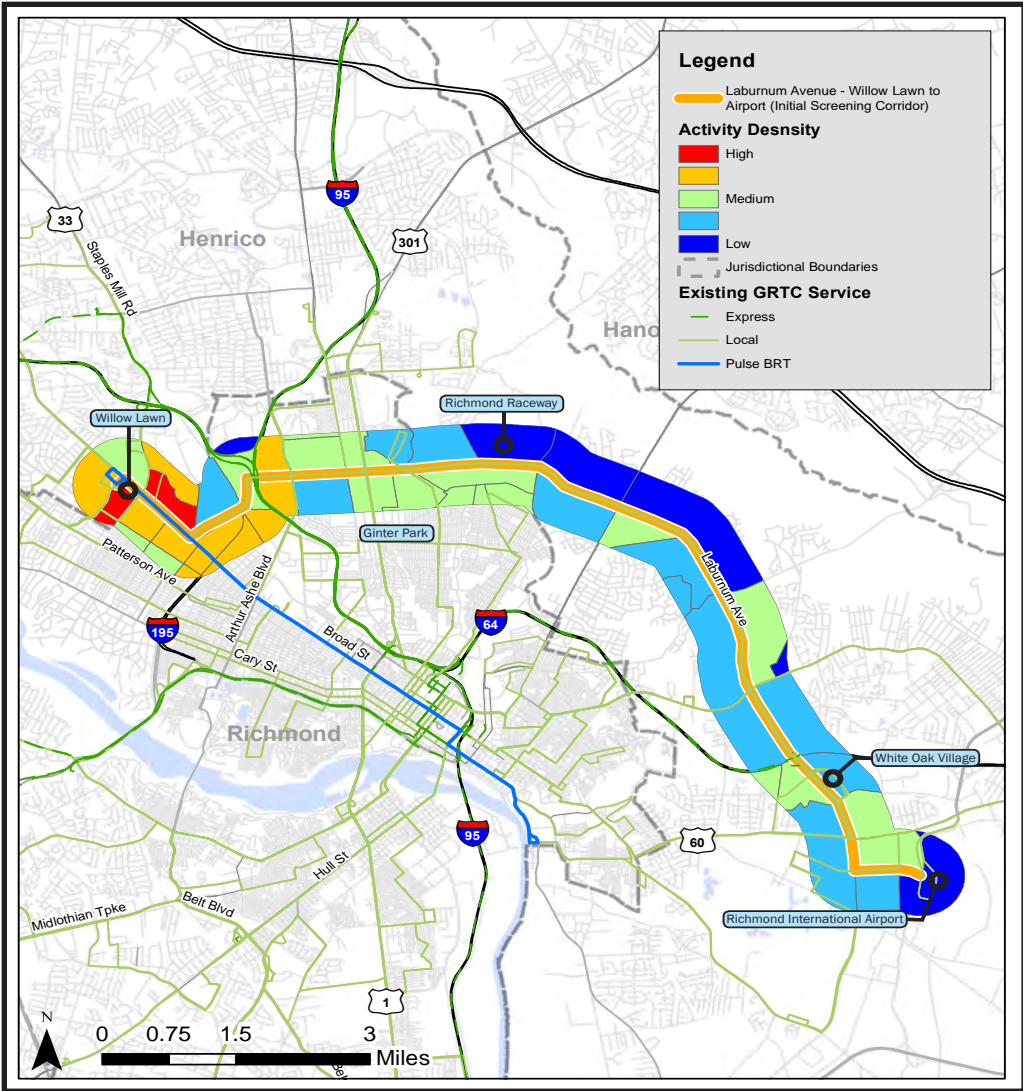 Legend
Laburnum Avenue - Willow Lawn to
Airport (Initial Screening Corridor)
Activity Desnsity
High
Medium
Low
Jurisdictional Boundaries
Existing GRTC Service
Express
Local
Pulse BRT
95
33
Henrico
301
Staples Mill Rd
Hano
Richmond Raceway
Willow Lawn
Ginter Park
Patterson Ave
Laburnum Ave
Arthur Ashe Blvd
195
64
Broad St
Cary St
Richmond
White Oak Village
95
60
Hull St
Belt Blvd
Midlothian Tpke
Richmond International Airport
1
N
0 0.75 1.5 3
Miles
Bel